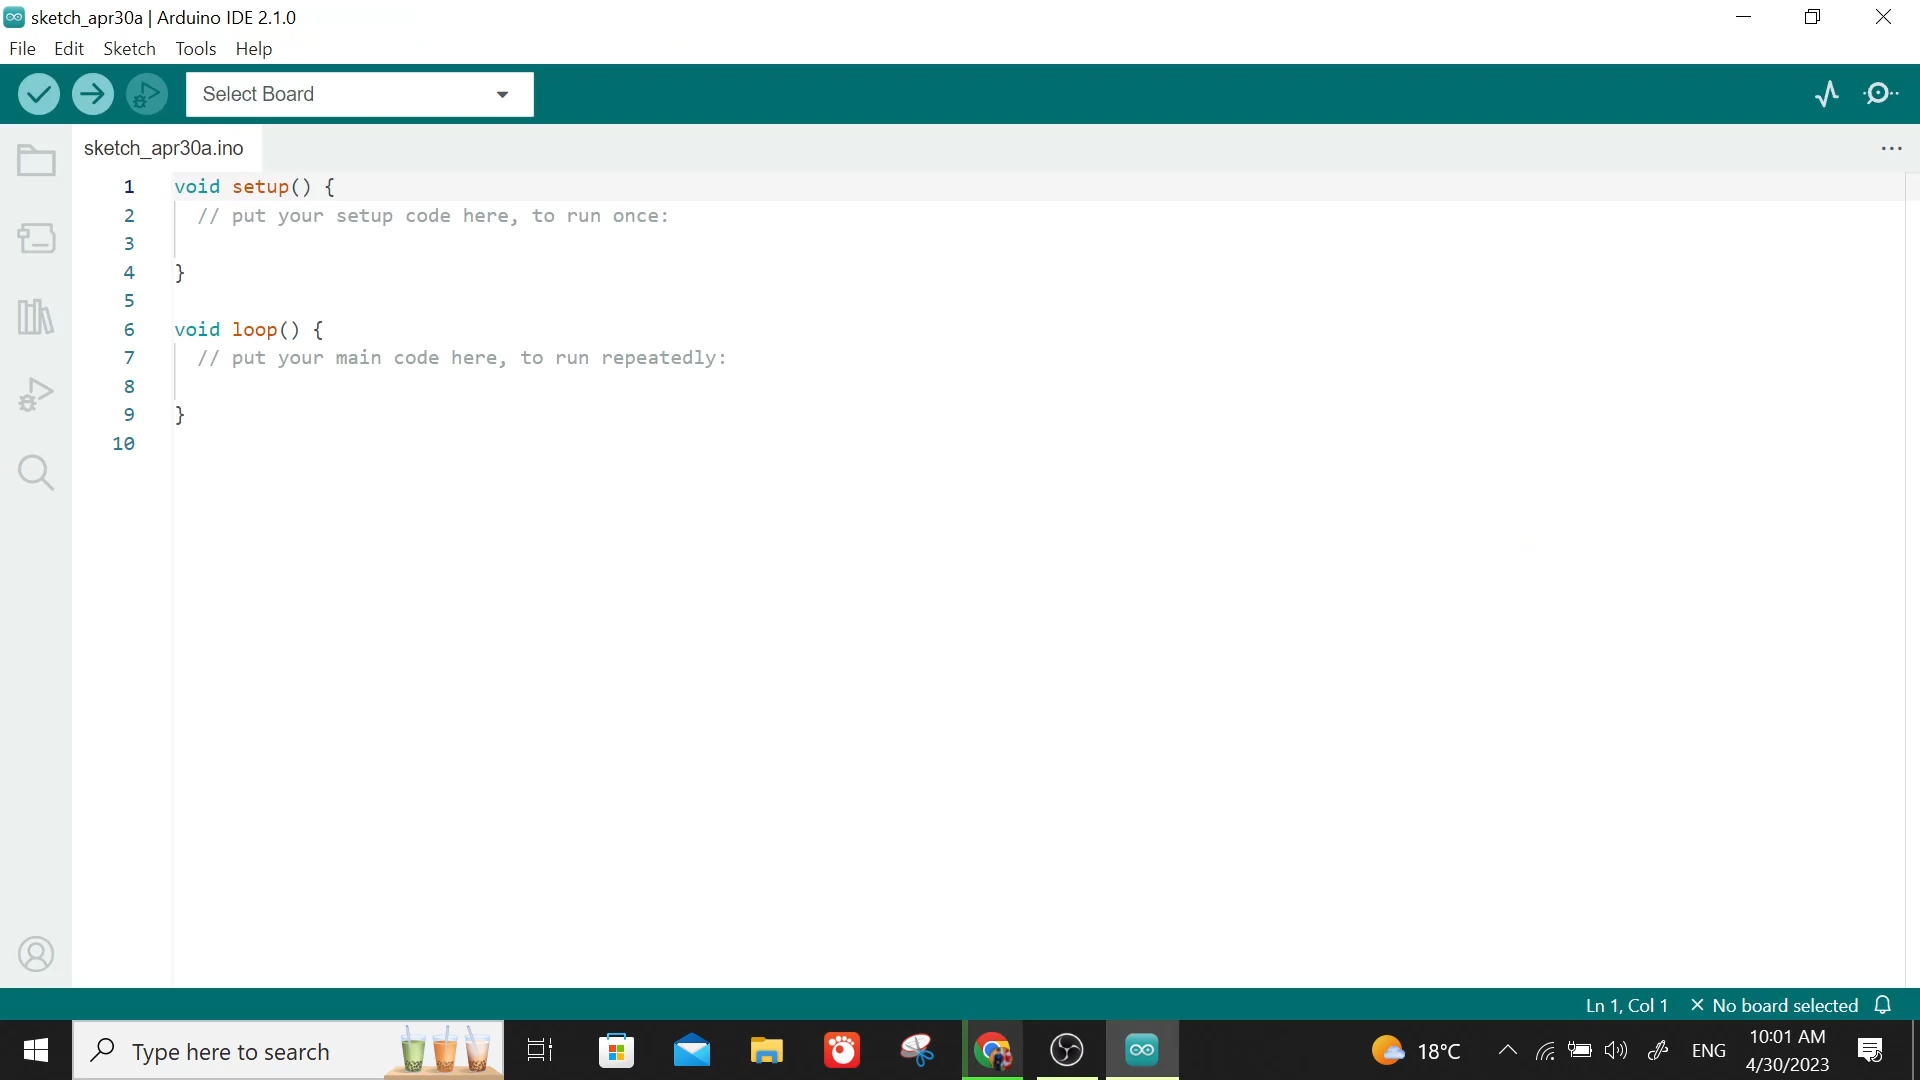 sketch_apr30a | Arduino IDE 2.1.0
File Edit Sketch Tools Help
Select Board
sketch_apr30a.ino
1 void setup() {
2 // put your setup code here, to run once:
3
4 }
5
6 void loop() {
7 // put your main code here, to run repeatedly:
8
9 }
10
Ln 1, Col 1 × No board selected
Type here to search
18°C
ENG
10:01 AM
4/30/2023